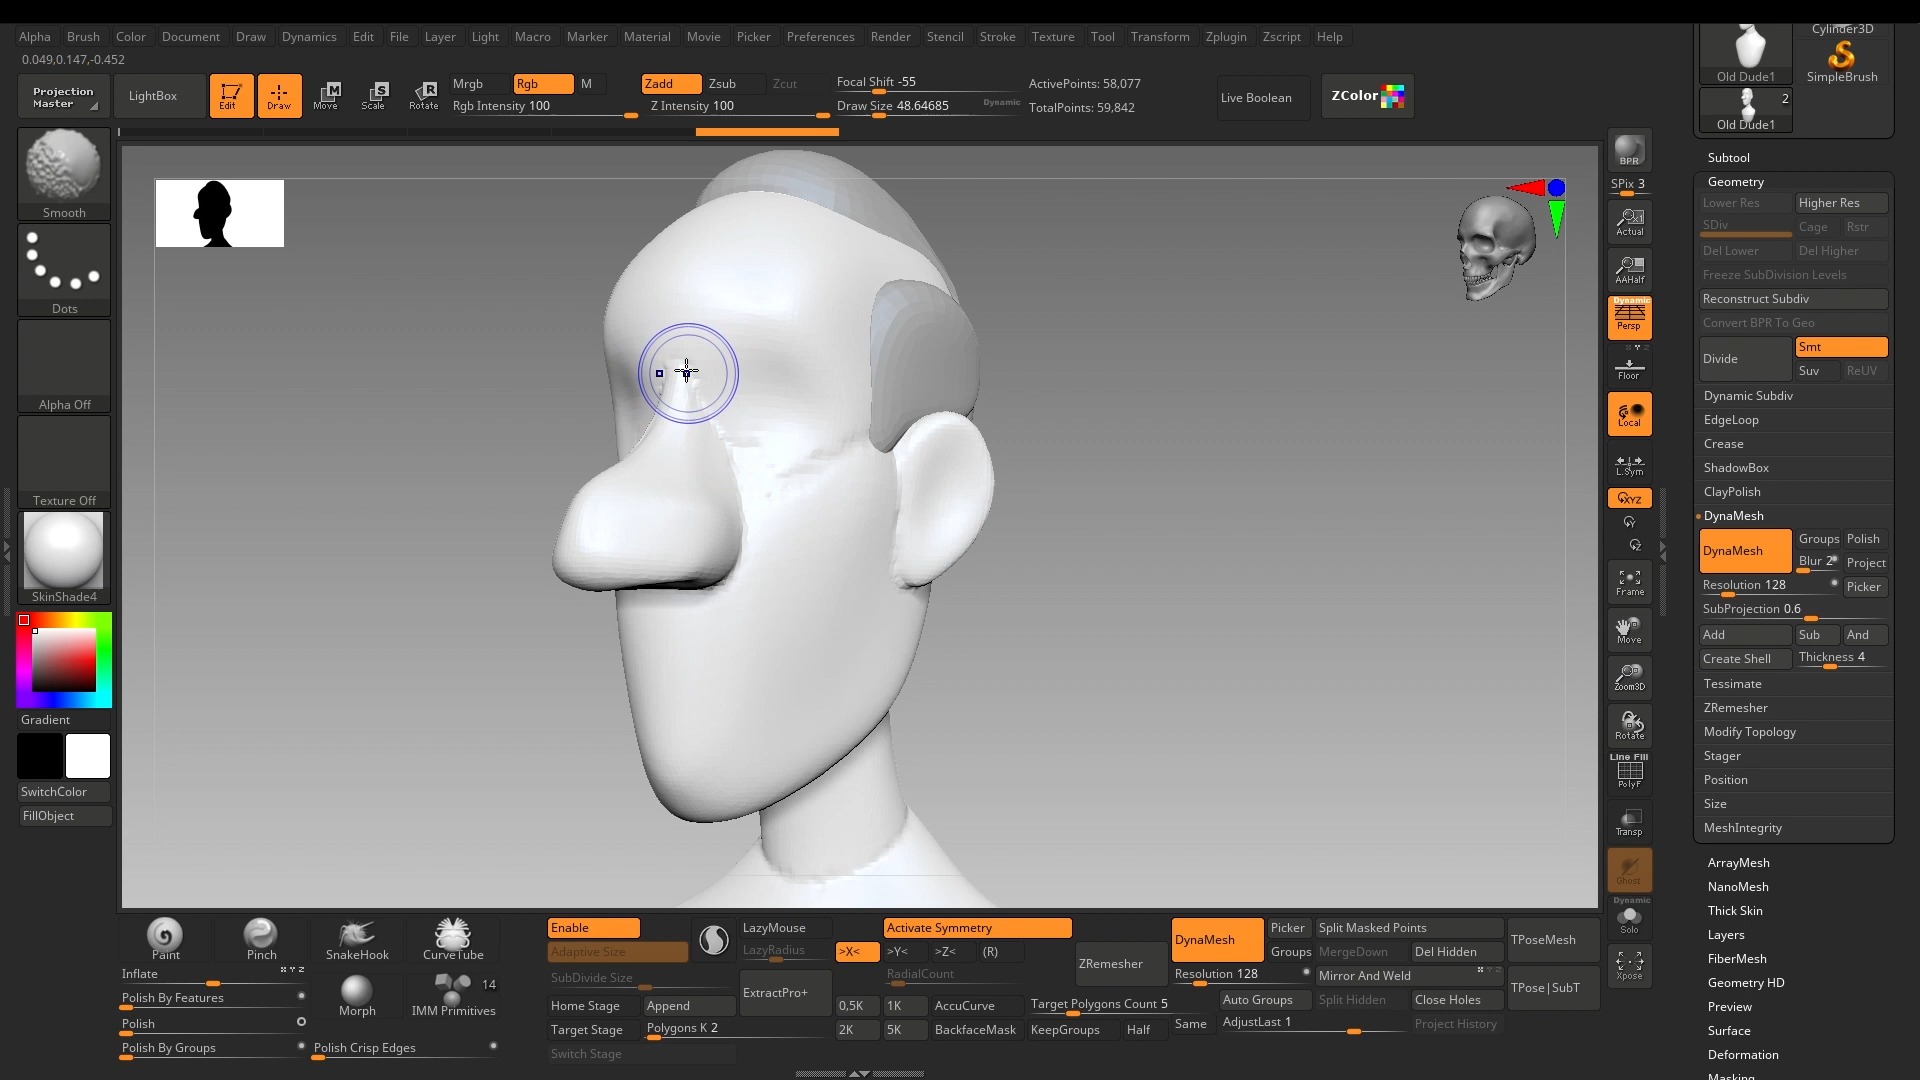 Alpha Brush Color Document Draw Dynamics Edit File Layer Light Macro Marker Material Movie Picker Preferences Render Stencil Stroke Texture Tool Transform Zplugin Zscript Help
0.049,0.147,-0.452
Projection Master
LightBox
Edit
Draw
Move
Scale
Rotate
Mrgb Rgb M
Rgb Intensity 100
Zadd Zsub Zcut
Z Intensity 100
Focal Shift -55
Draw Size 48.64685 Dynamic
ActivePoints: 58,077
TotalPoints: 59,842
Live Boolean
ZColor
Smooth
Dots
Alpha Off
Texture Off
SkinShade4
Gradient
SwitchColor
FillObject
BPR
SPix 3
Actual
AAHalf
Dynamic
Persp
Floor
Local
L.Sym
XYZ
Y
Z
Frame
Move
Zoom3D
Rotate
Line Fill
PolyF
Transp
Ghost
Dynamic
Solo
Xpose
Cylinder3D
Old Dude1
SimpleBrush
2
Old Dude1
Subtool
Geometry
Lower Res Higher Res
SDiv Cage Rstr
Del Lower Del Higher
Freeze SubDivision Levels
Reconstruct Subdiv
Convert BPR To Geo
Divide Smt
Suv ReUV
Dynamic Subdiv
EdgeLoop
Crease
ShadowBox
ClayPolish
DynaMesh
DynaMesh Groups Polish
Blur 2 Project
Resolution 128 Picker
SubProjection 0.6
Add Sub And
Create Shell Thickness 4
Tessimate
ZRemesher
Modify Topology
Stager
Position
Size
MeshIntegrity
ArrayMesh
NanoMesh
Thick Skin
Layers
FiberMesh
Geometry HD
Preview
Surface
Deformation
Masking
Paint Pinch SnakeHook CurveTube
Inflate x Y Z
Polish By Features
Morph
14
IMM Primitives
Polish
Polish By Groups
Polish Crisp Edges
Enable
Adaptive Size
SubDivide Size
Home Stage Append
Target Stage Polygons K 2
Switch Stage
LazyMouse
LazyRadius
ExtractPro+
Activate Symmetry
>X< >Y< >Z< (R)
RadialCount
0,5K 1K AccuCurve
2K 5K BackfaceMask
ZRemesher
Target Polygons Count 5
KeepGroups Half Same
DynaMesh Picker
Groups
Resolution 128
Auto Groups
AdjustLast 1
Split Masked Points
MergeDown Del Hidden
Mirror And Weld
Split Hidden Close Holes
Project History
TPoseMesh
TPose|SubT